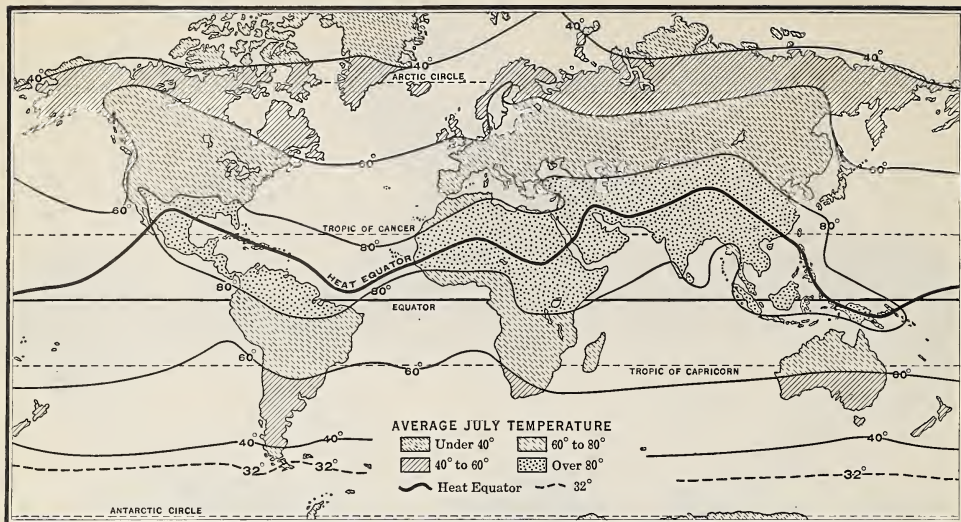 40°
40°
40°
40°
ARCTIC CIRCLE
60°
60°
60
TROPIC OF CANCER
80°
80°
HEAT EQUATOR
80
80°
EQUATOR
60°
60°
TROPIC OF CAPRICORN
60°
AVERAGE JULY TEMPERATURE
Under 40° 60° to 80°
40° to 60° Over 80°
Heat Equator 32°
40°
40°
40°
32°
32°
32°
ANTARCTIC CIRCLE